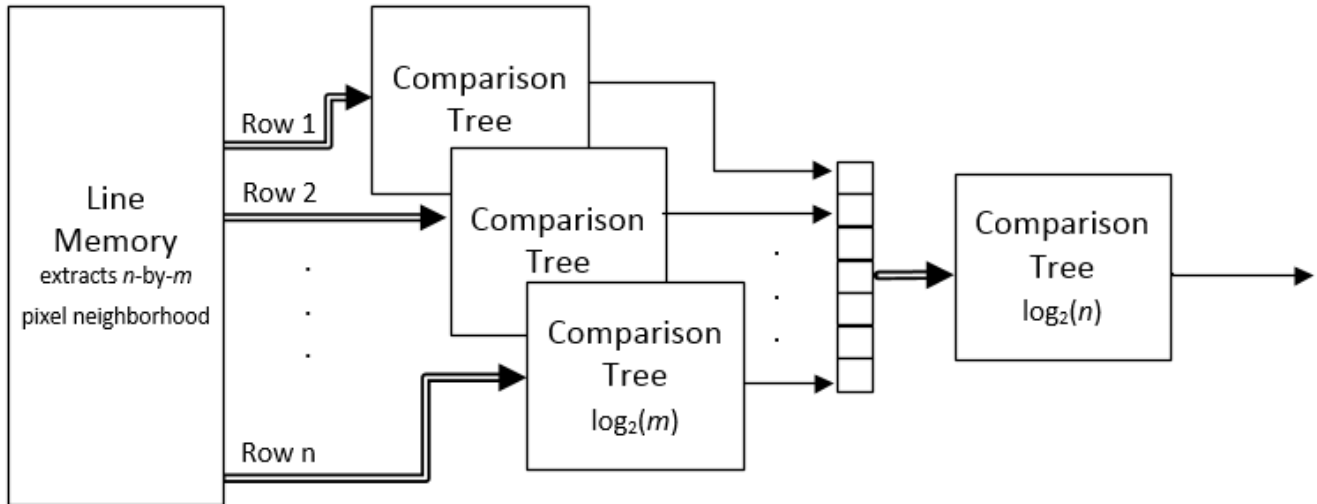 Line
Memory
extracts n-by-m
pixel neighborhood
Row 1
Row 2
Row n
Comparison
Tree
Comparison
Tree
Comparison
Tree
log₂(m)
Comparison
Tree
log₂(n)